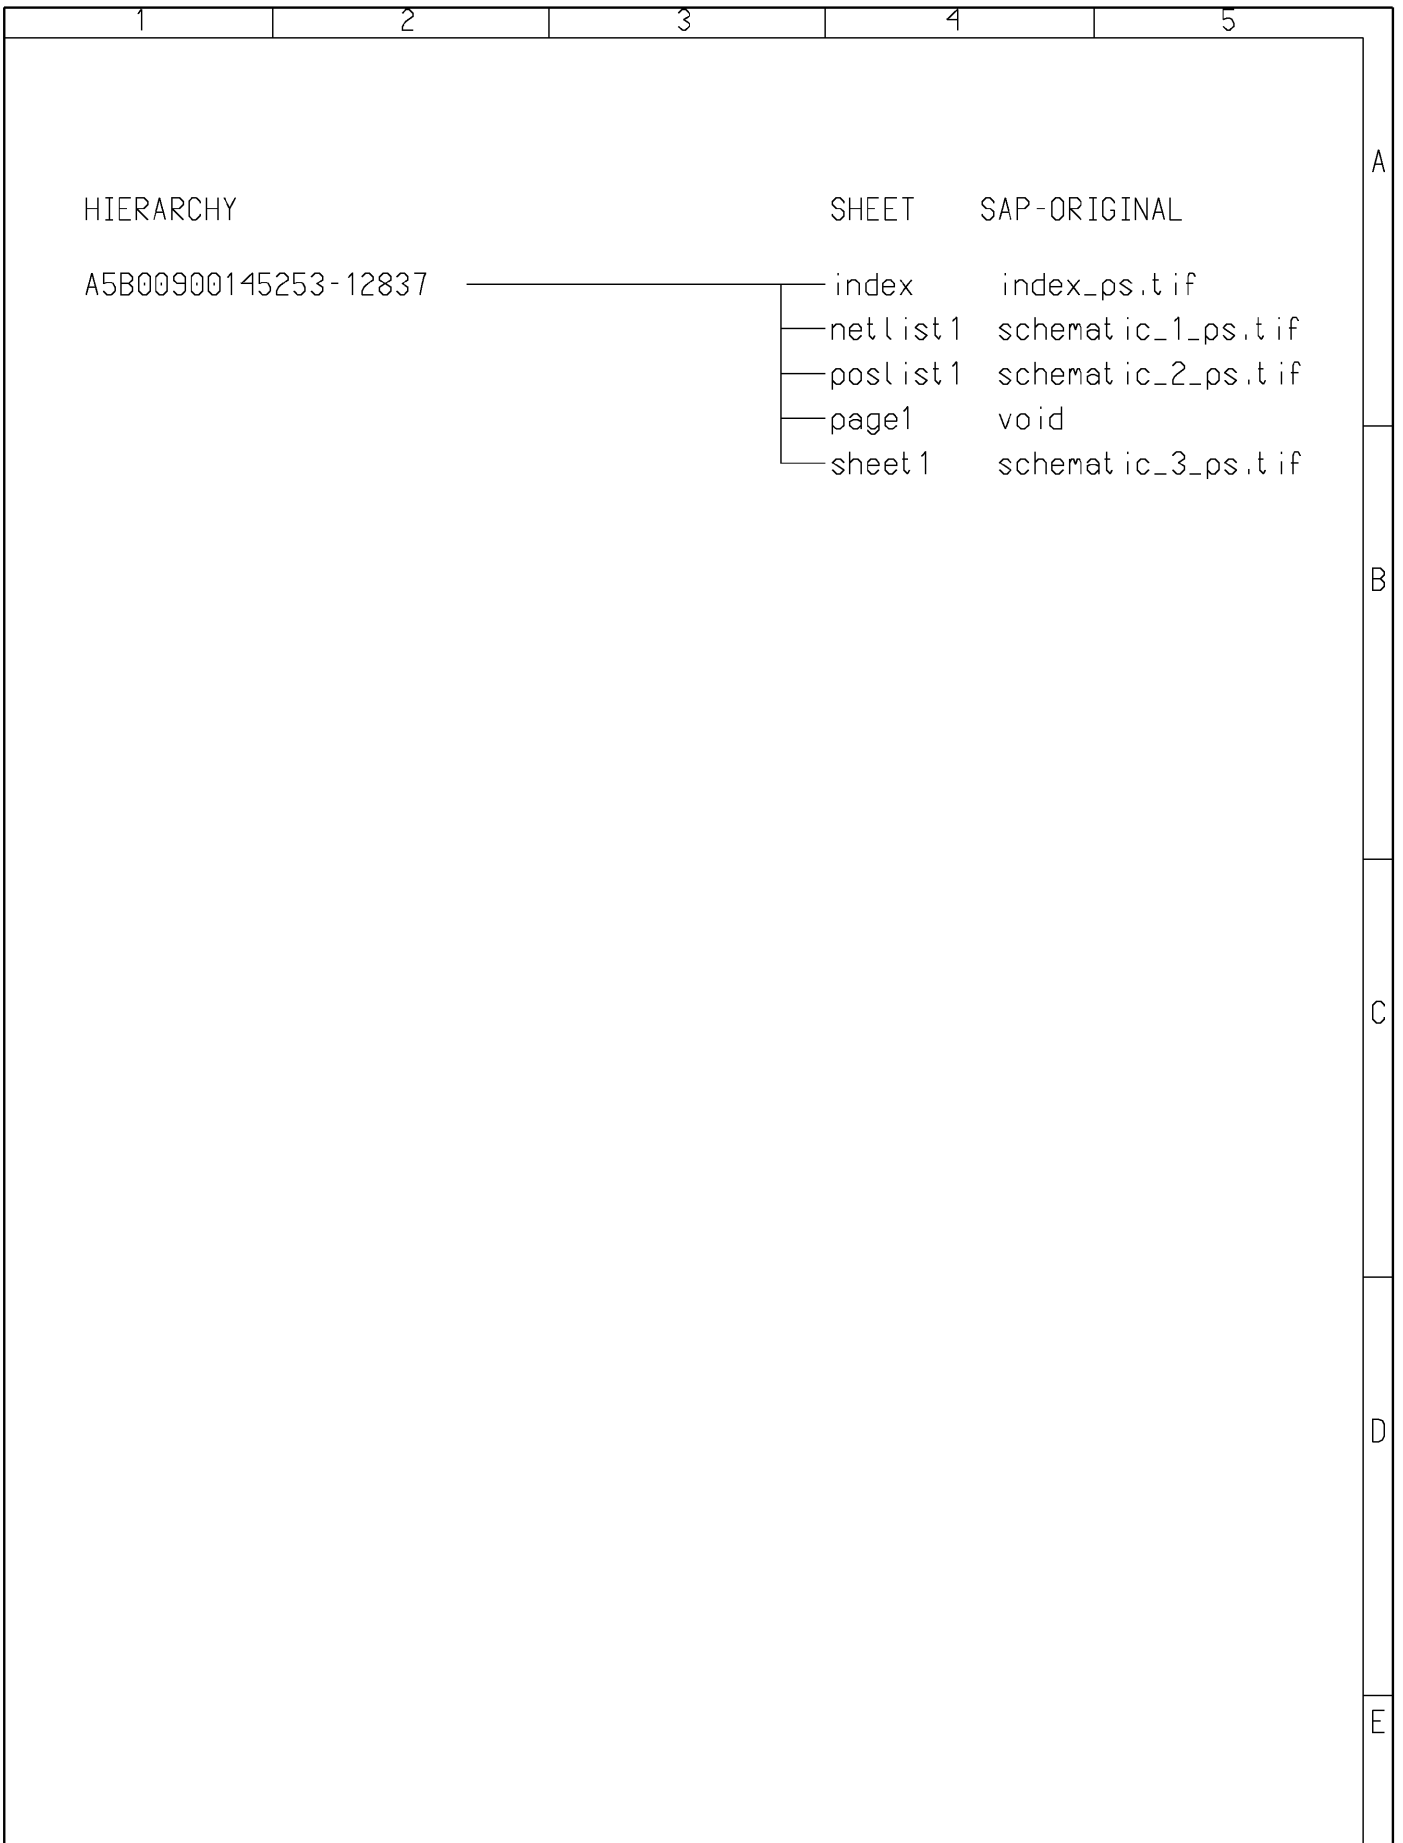 1 2 3 4 5
A
HIERARCHY SHEET SAP-ORIGINAL
A5B00900145253-12837 index index_ps.tif
netlist1 schematic_1_ps.tif
poslist1 schematic_2_ps.tif
page1 void
sheet1 schematic_3_ps.tif
B
C
D
E